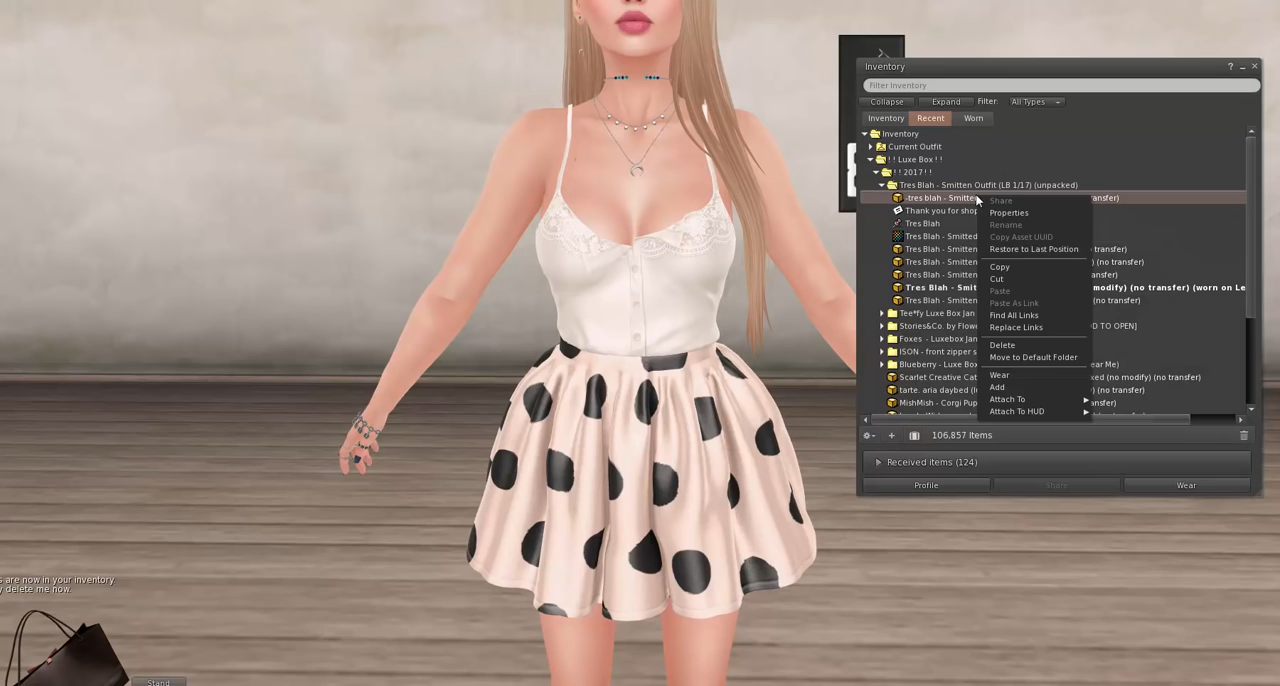 Inventory
? _ ×
Filter Inventory
Collapse Expand Filter: All Types
Inventory Recent Worn
Inventory
Current Outfit
! ! Luxe Box ! !
! ! 2017 ! !
Tres Blah - Smitten Outfit (LB 1/17) (unpacked)
-tres blah - Smitten ansfer)
Thank you for shop
Tres Blah
Tres Blah - Smitted
Tres Blah - Smitten transfer)
Tres Blah - Smitten (no transfer)
Tres Blah - Smitten sfer)
Tres Blah - Smit modify) (no transfer) (worn on Le
Tres Blah - Smitten (no transfer)
Tee*fy Luxe Box Jan
Stories&Co. by Flowe D TO OPEN]
Foxes - Luxebox Jan
ISON - front zipper s
Blueberry - Luxe Box ear Me)
Scarlet Creative Cat ked (no modify) (no transfer)
tarte. aria daybed (l (no transfer)
MishMish - Corgi Pup nsfer)
Share
Properties
Rename
Copy Asset UUID
Restore to Last Position
Copy
Cut
Paste
Paste As Link
Find All Links
Replace Links
Delete
Move to Default Folder
Wear
Add
Attach To
Attach To HUD
106,857 Items
Received items (124)
Profile Share Wear
s are now in your inventory.
y delete me now.
Stand